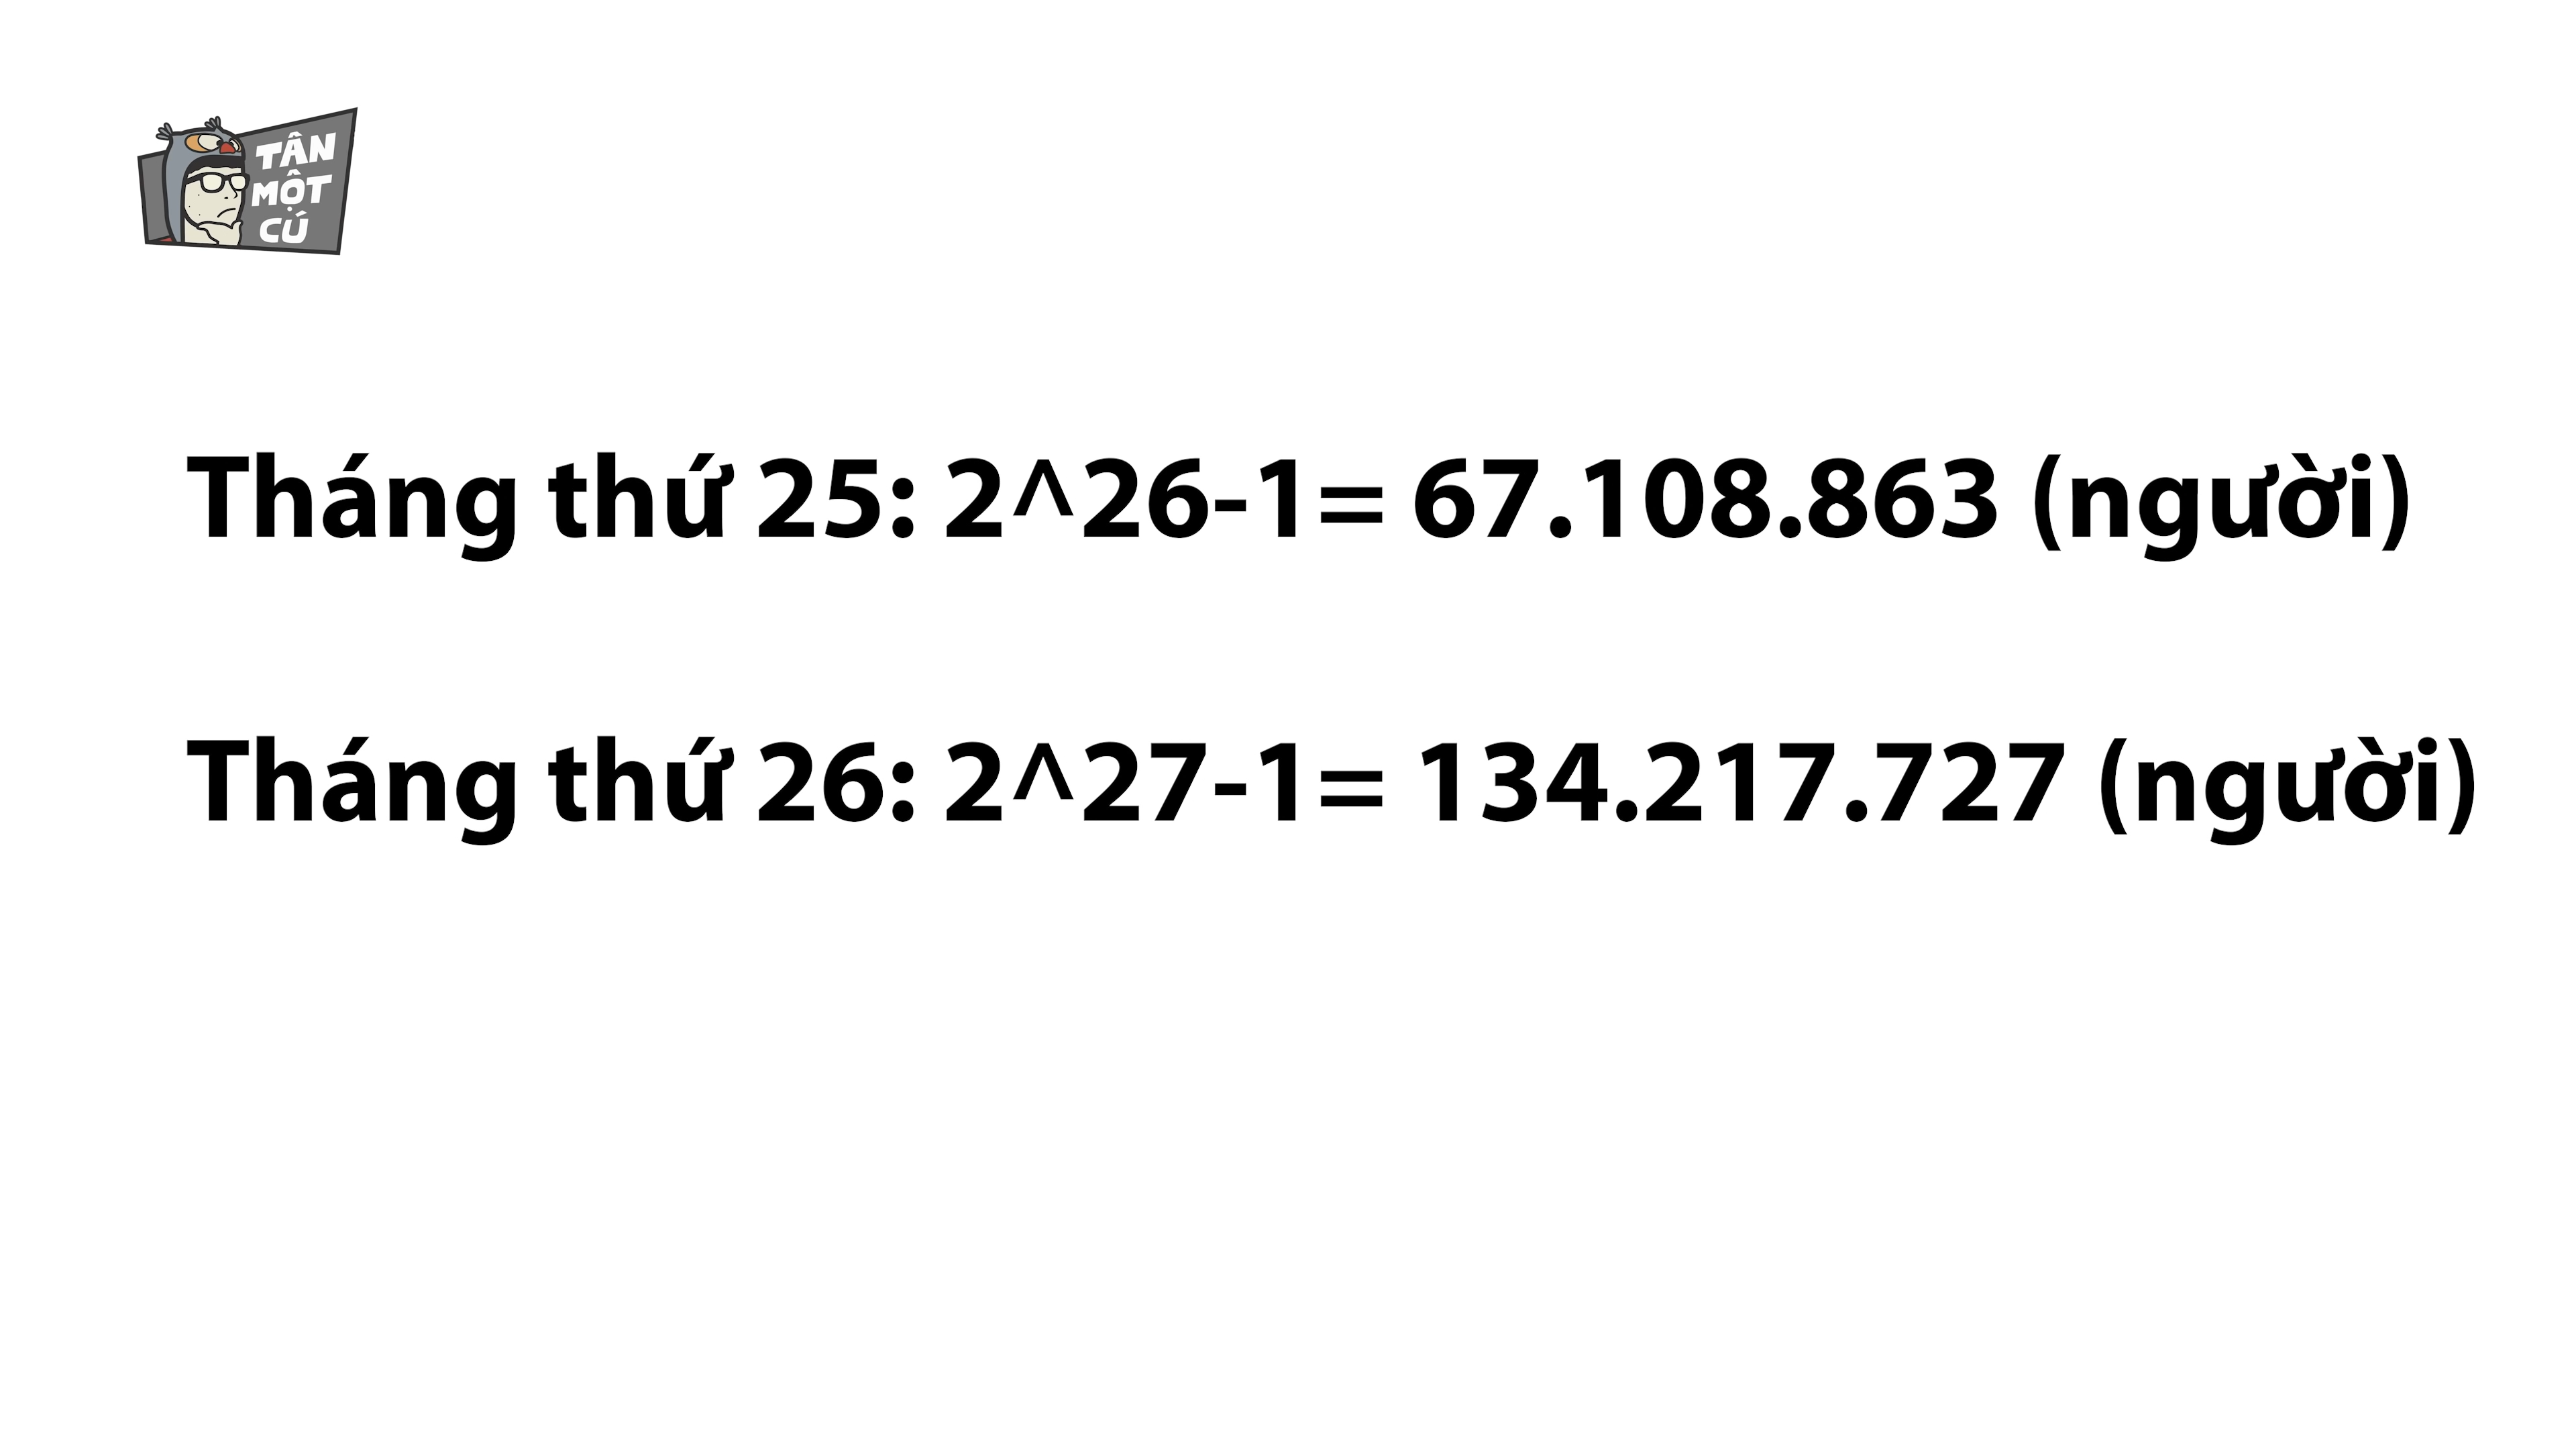 TÂN
MỘT
CÚ
Tháng thứ 25: 2^26-1= 67.108.863 (người)
Tháng thứ 26: 2^27-1= 134.217.727 (người)